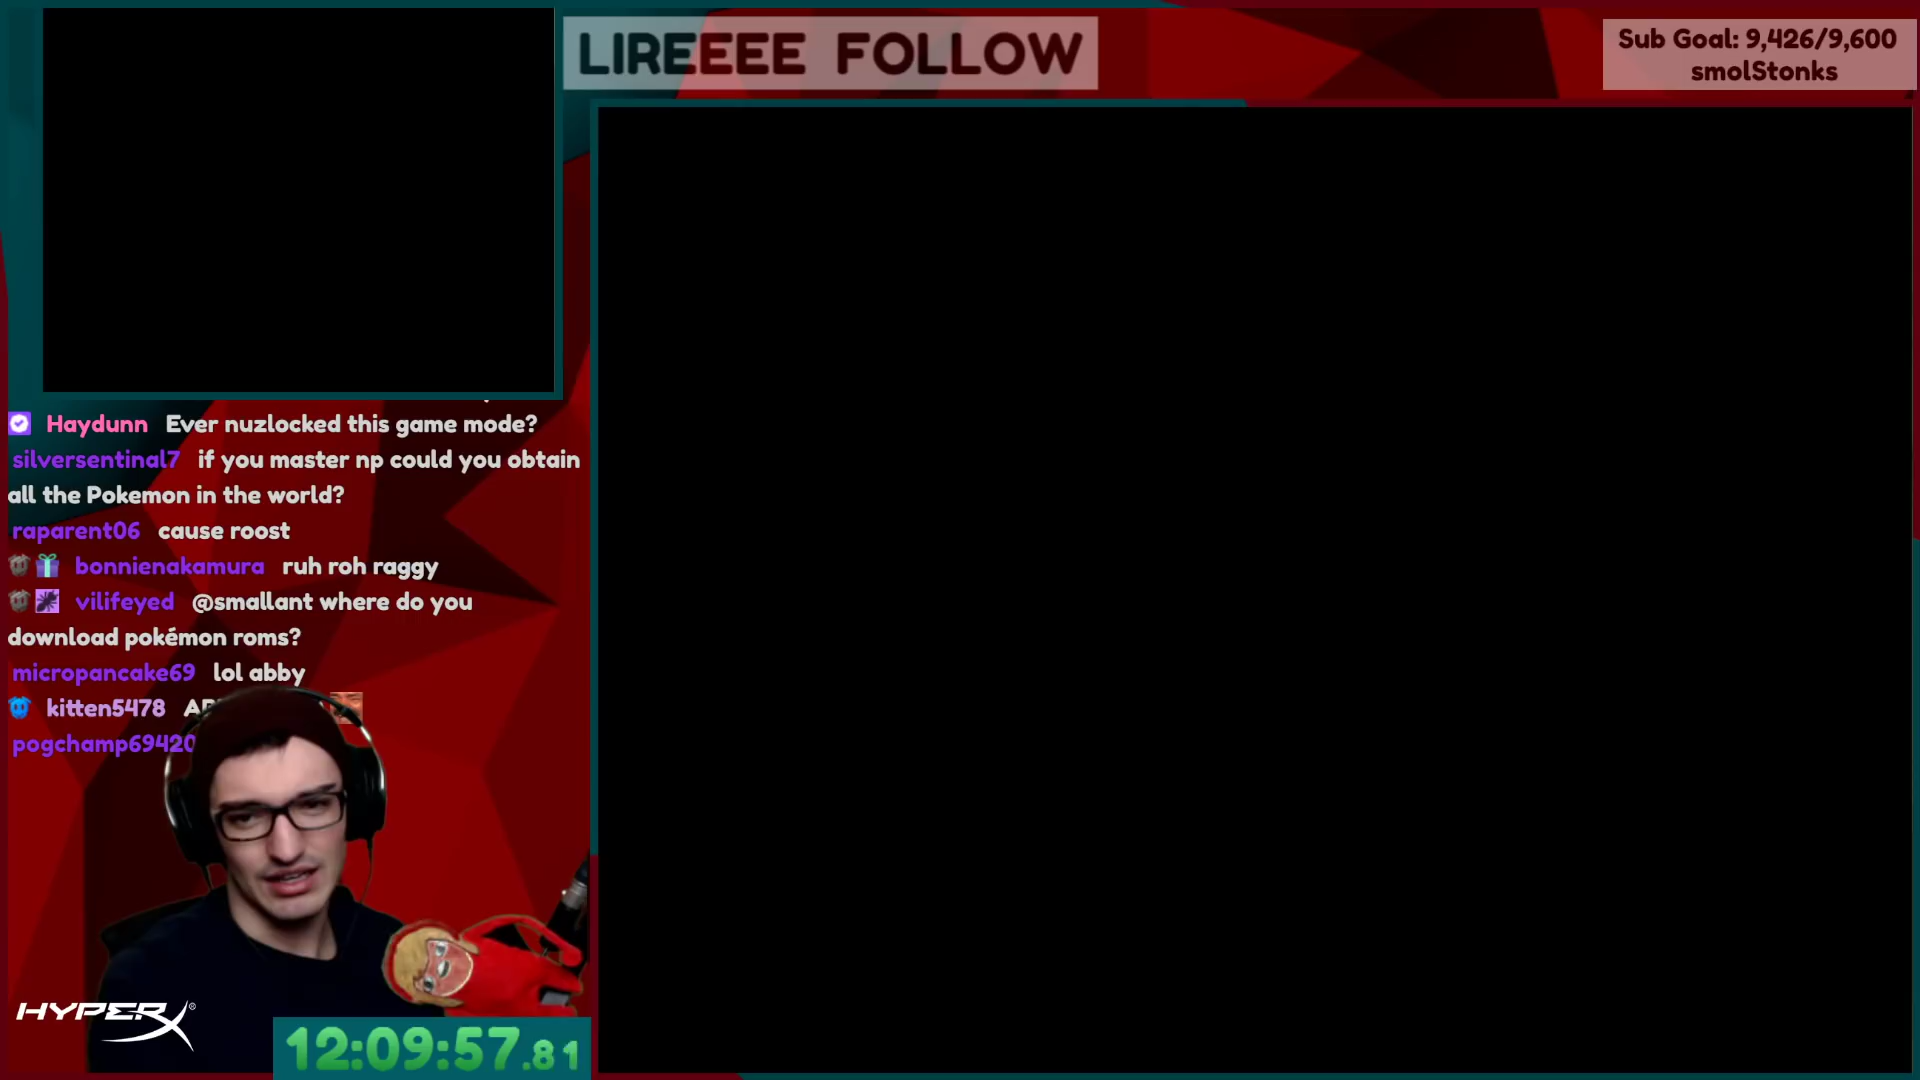 LIREEEE FOLLOW
Sub Goal: 9,426/9,600
smolStonks
Haydunn Ever nuzlocked this game mode?
silversentinal7 if you master np could you obtain
all the Pokemon in the world?
raparent06 cause roost
bonnienakamura ruh roh raggy
vilifeyed @smallant where do you
download pokémon roms?
micropancake69 lol abby
kitten5478
pogchamp69420
HYPERX®
12:09:57.81